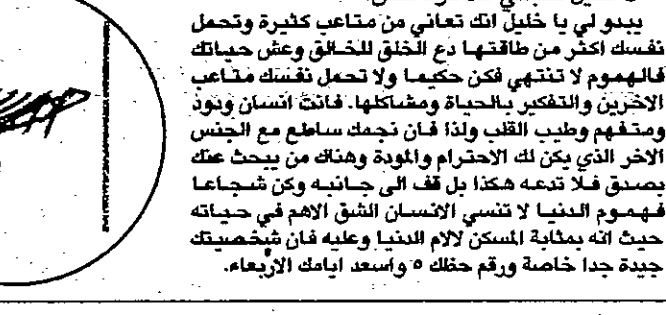 يبدو لي يا خليل انك تعاني من متاعب كثيرة وتحمل
نفسك اكثر من طاقتها دع الخلق للخالق وعش حياتك
فالهموم لا تنتهي فكن حكيما ولا تحمل نفسك متاعب
الاخرين والتفكير بالحياة ومشاكلها. فانت انسان ودود
ومتفهم وطيب القلب ولذا فان نجمك ساطع مع الجنس
الاخر الذي يكن لك الاحترام والمودة وهناك من يبحث عنك
بصدق فلا تدعه هكذا بل قف الى جانبه وكن شجاعا
فهموم الدنيا لا تنسي الانسان الشق الاهم في حياته
حيث انه بمثابة المسكن لالام الدنيا وعليه فان شخصيتك
جيدة جدا خاصة ورقم حظك ٥ واسعد ايامك الاربعاء.